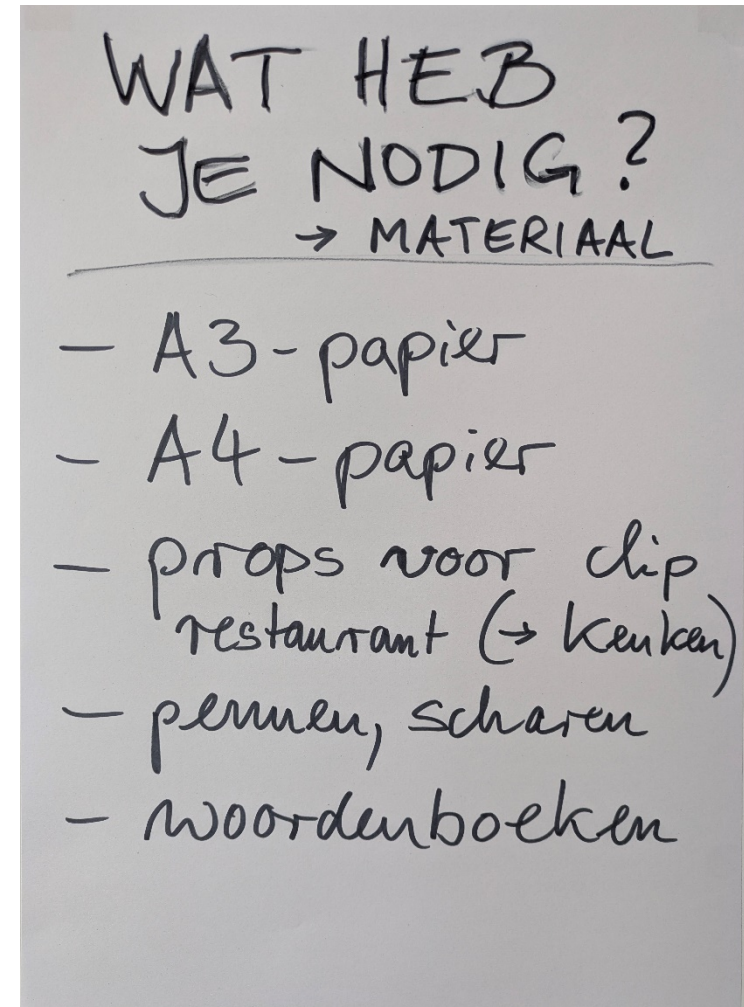 WAT HEB
JE NODIG?
→ MATERIAAL
- A3-papier
- A4-papier
- props voor clip
restaurant (→ keuken)
- pennen, scharen
- woordenboeken